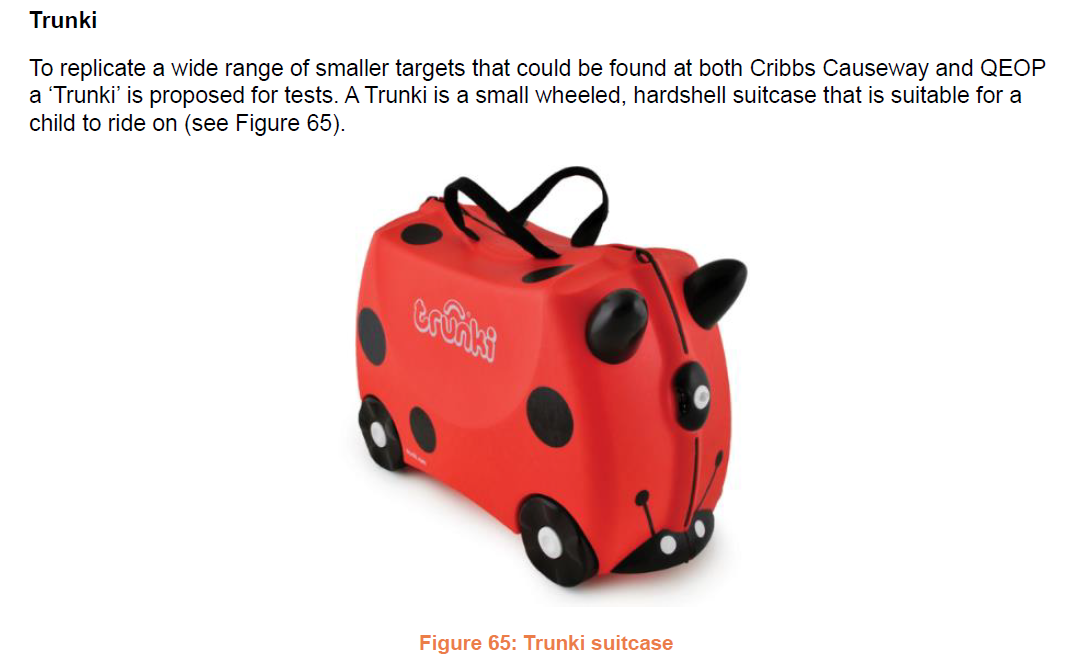 Trunki
To replicate a wide range of smaller targets that could be found at both Cribbs Causeway and QEOP
a ‘Trunki’ is proposed for tests. A Trunki is a small wheeled, hardshell suitcase that is suitable for a
child to ride on (see Figure 65).
trunki
Figure 65: Trunki suitcase